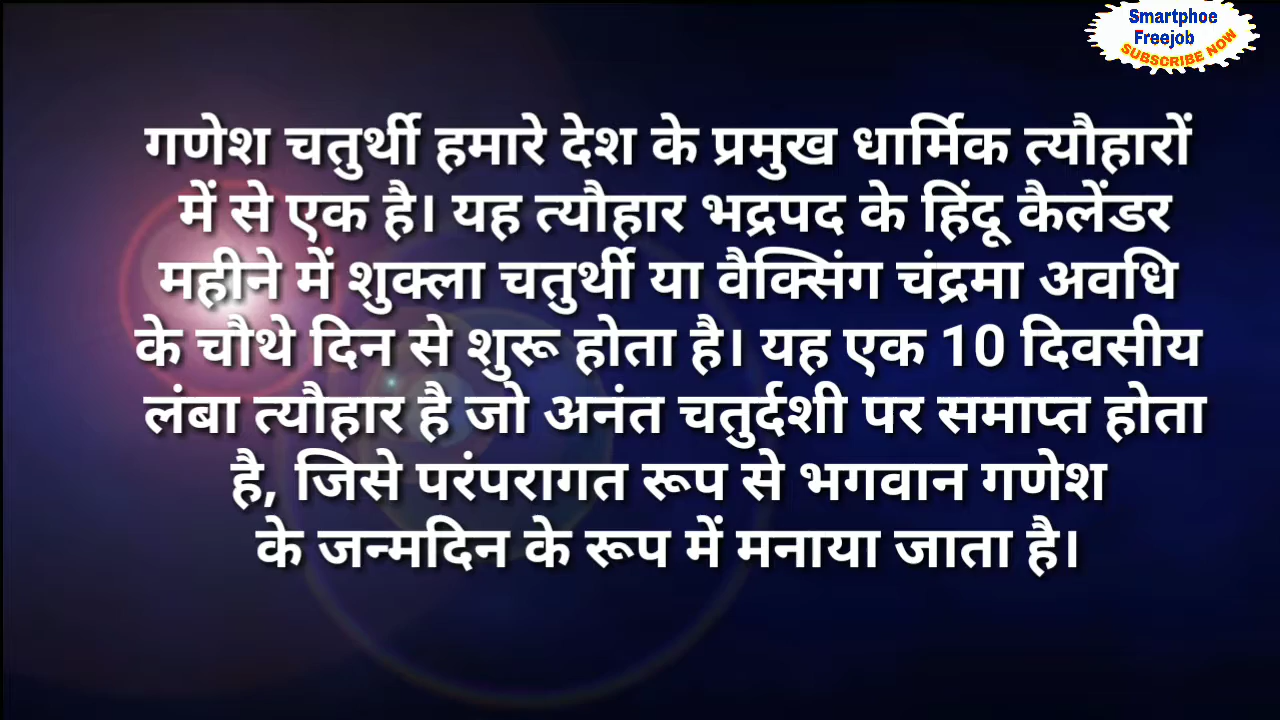 Smartphoe
Freejob
SUBSCRIBE NOW
गणेश चतुर्थी हमारे देश के प्रमुख धार्मिक त्यौहारों
में से एक है। यह त्यौहार भद्रपद के हिंदू कैलेंडर
महीने में शुक्ला चतुर्थी या वैक्सिंग चंद्रमा अवधि
के चौथे दिन से शुरू होता है। यह एक 10 दिवसीय
लंबा त्यौहार है जो अनंत चतुर्दशी पर समाप्त होता
है, जिसे परंपरागत रूप से भगवान गणेश
के जन्मदिन के रूप में मनाया जाता है।